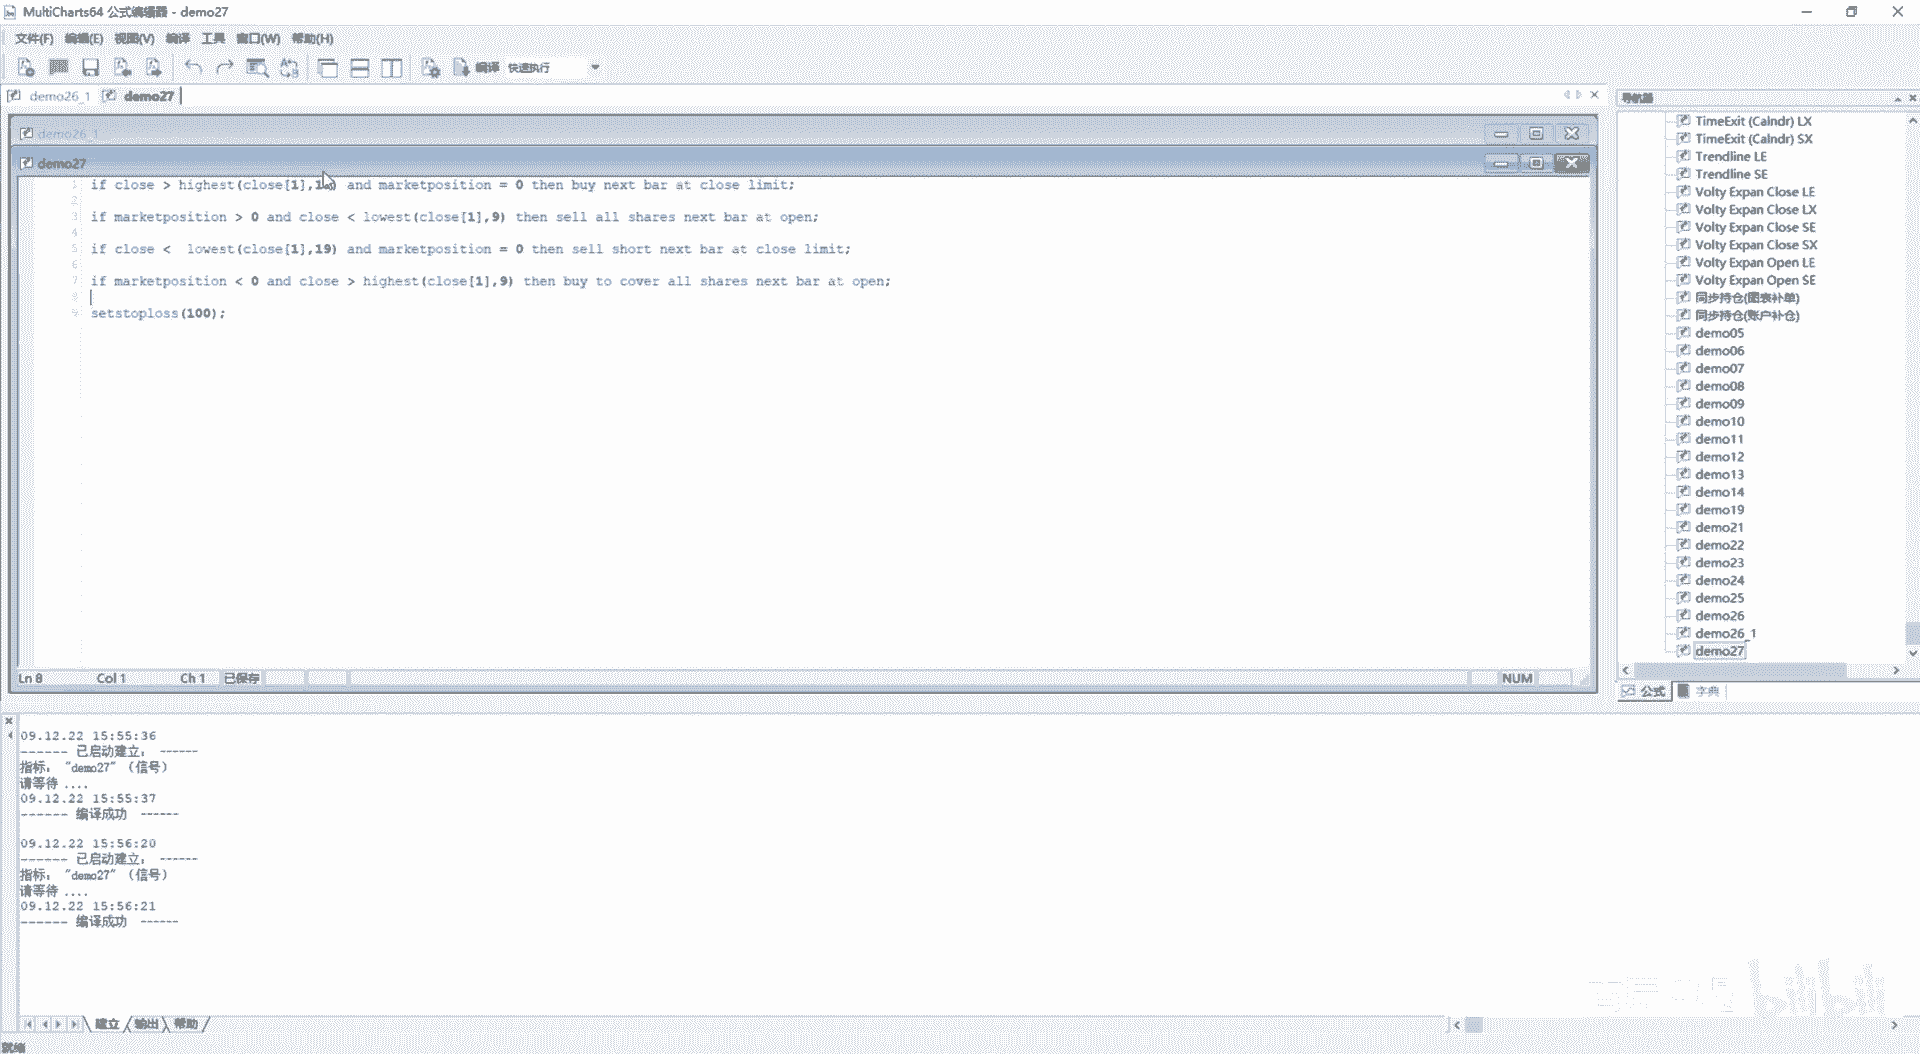 MultiCharts64 公式编辑器 - demo27
文件(F) 编辑(E) 视图(V) 编译 工具 窗口(W) 帮助(H)
编译 快速执行
demo26_1 demo27
导航器
demo26_1
demo27
1 if close > highest(close[1],1 ) and marketposition = 0 then buy next bar at close limit;
2
3 if marketposition > 0 and close < lowest(close[1],9) then sell all shares next bar at open;
4
5 if close < lowest(close[1],19) and marketposition = 0 then sell short next bar at close limit;
6
7 if marketposition < 0 and close > highest(close[1],9) then buy to cover all shares next bar at open;
8
9 setstoploss(100);
Ln 8 Col 1 Ch 1 已保存 NUM
TimeExit (Calndr) LX
TimeExit (Calndr) SX
Trendline LE
Trendline SE
Volty Expan Close LE
Volty Expan Close LX
Volty Expan Close SE
Volty Expan Close SX
Volty Expan Open LE
Volty Expan Open SE
同步持仓(图表补单)
同步持仓(账户补仓)
demo05
demo06
demo07
demo08
demo09
demo10
demo11
demo12
demo13
demo14
demo19
demo21
demo22
demo23
demo24
demo25
demo26
demo26_1
demo27
公式 字典
09.12.22 15:55:36
------ 已启动建立: ------
指标: "demo27" (信号)
请等待 ....
09.12.22 15:55:37
------ 编译成功 ------
09.12.22 15:56:20
------ 已启动建立: ------
指标: "demo27" (信号)
请等待 ....
09.12.22 15:56:21
------ 编译成功 ------
bilibili
建立 输出 帮助
就绪